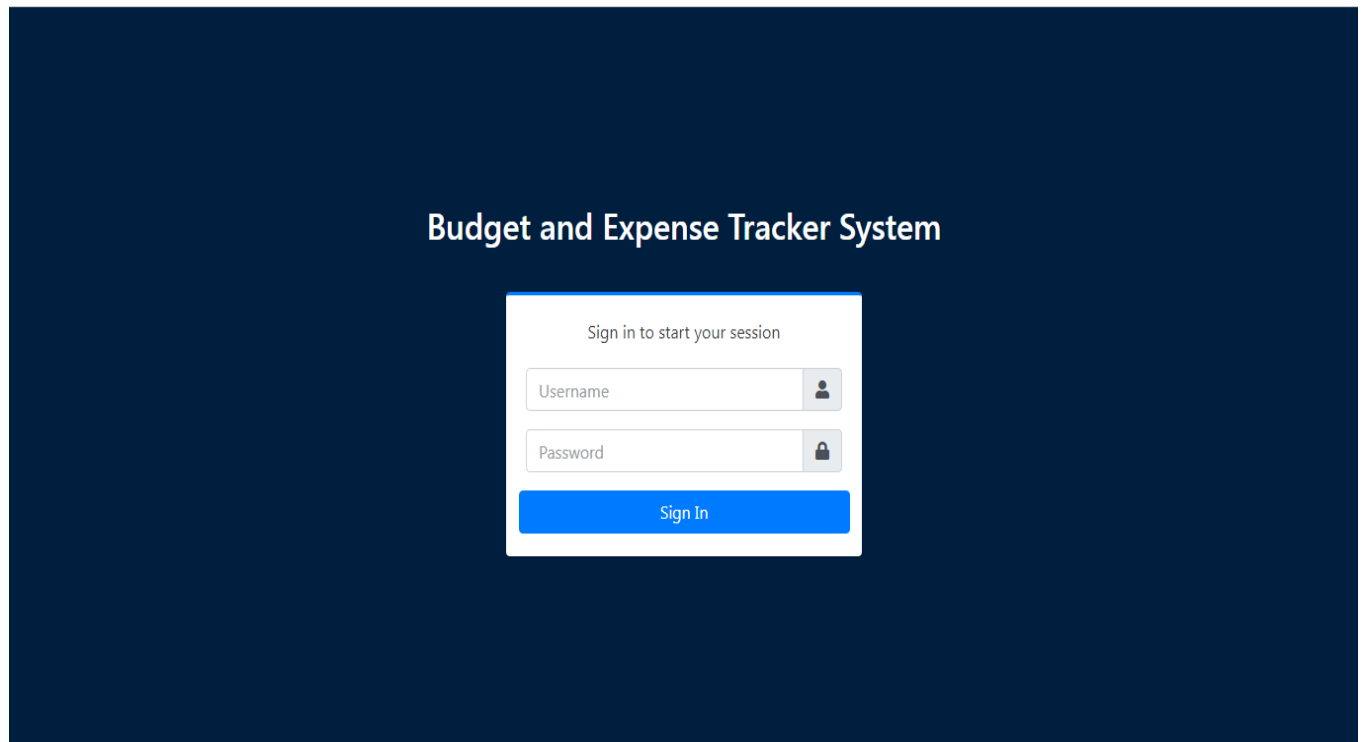 Budget and Expense Tracker System
Sign in to start your session
Username
Password
Sign In